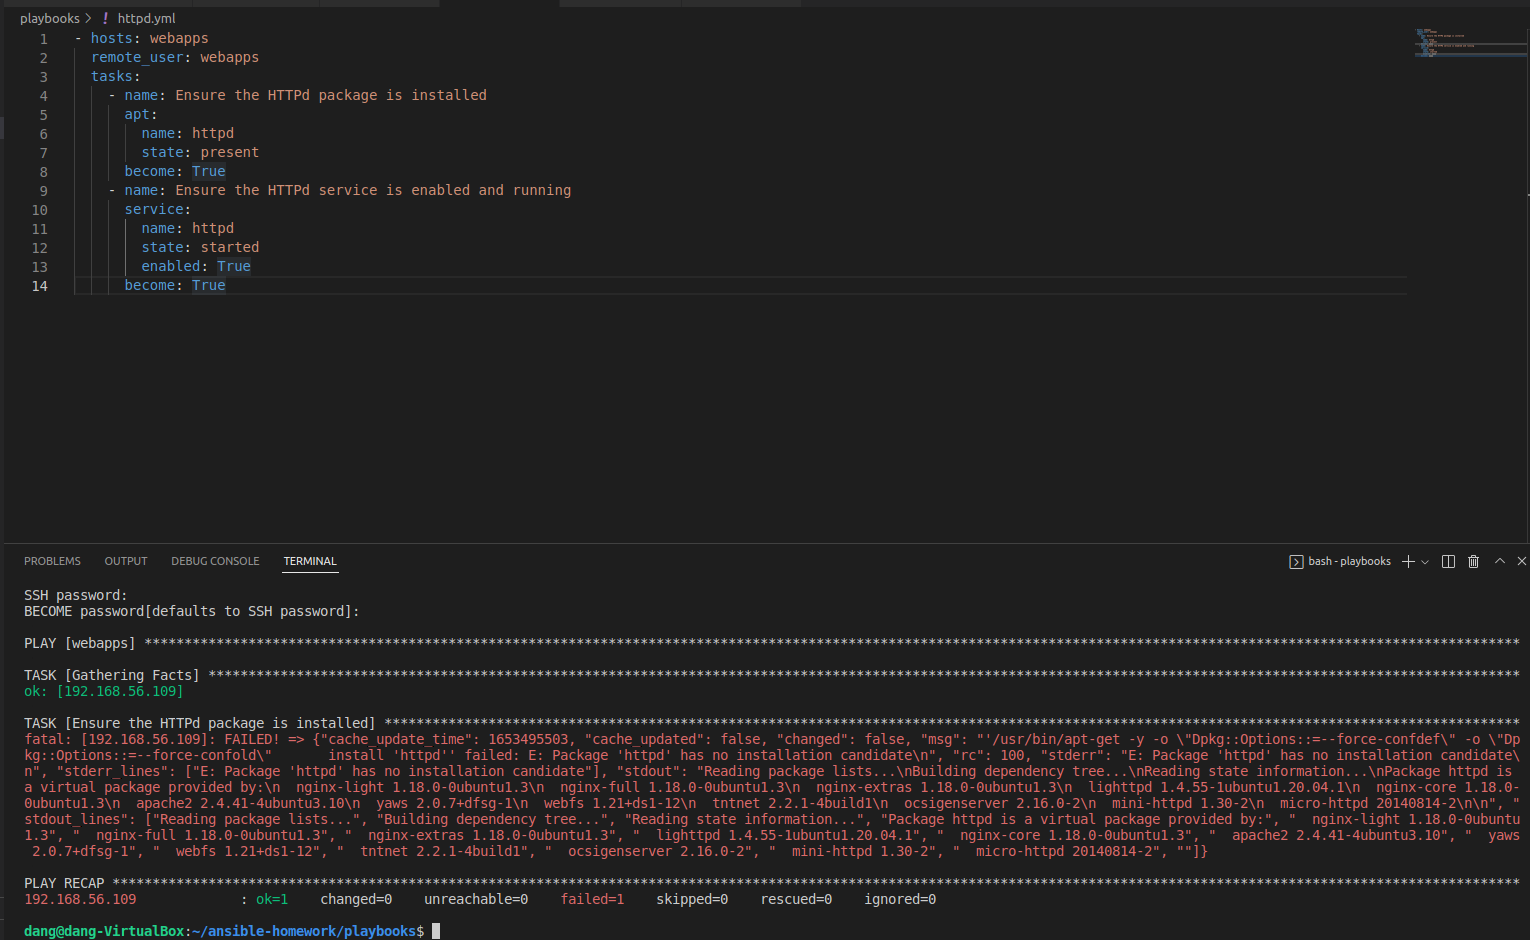 playbooks > ! httpd.yml
1 - hosts: webapps
2 remote_user: webapps
3 tasks:
4 - name: Ensure the HTTPd package is installed
5 apt:
6 name: httpd
7 state: present
8 become: True
9 - name: Ensure the HTTPd service is enabled and running
10 service:
11 name: httpd
12 state: started
13 enabled: True
14 become: True
PROBLEMS OUTPUT DEBUG CONSOLE TERMINAL bash - playbooks
SSH password:
BECOME password[defaults to SSH password]:
PLAY [webapps] ****************************************************************************************************************************************************************************
TASK [Gathering Facts] ********************************************************************************************************************************************************************
ok: [192.168.56.109]
TASK [Ensure the HTTPd package is installed] **********************************************************************************************************************************************
fatal: [192.168.56.109]: FAILED! => {"cache_update_time": 1653495503, "cache_updated": false, "changed": false, "msg": "'/usr/bin/apt-get -y -o \"Dpkg::Options::=--force-confdef\" -o \"Dp
kg::Options::=--force-confold\"       install 'httpd'' failed: E: Package 'httpd' has no installation candidate\n", "rc": 100, "stderr": "E: Package 'httpd' has no installation candidate\
n", "stderr_lines": ["E: Package 'httpd' has no installation candidate"], "stdout": "Reading package lists...\nBuilding dependency tree...\nReading state information...\nPackage httpd is
a virtual package provided by:\n  nginx-light 1.18.0-0ubuntu1.3\n  nginx-full 1.18.0-0ubuntu1.3\n  nginx-extras 1.18.0-0ubuntu1.3\n  lighttpd 1.4.55-1ubuntu1.20.04.1\n  nginx-core 1.18.0-
0ubuntu1.3\n  apache2 2.4.41-4ubuntu3.10\n  yaws 2.0.7+dfsg-1\n  webfs 1.21+ds1-12\n  tntnet 2.2.1-4build1\n  ocsigenserver 2.16.0-2\n  mini-httpd 1.30-2\n  micro-httpd 20140814-2\n\n", "
stdout_lines": ["Reading package lists...", "Building dependency tree...", "Reading state information...", "Package httpd is a virtual package provided by:", "  nginx-light 1.18.0-0ubuntu
1.3", "  nginx-full 1.18.0-0ubuntu1.3", "  nginx-extras 1.18.0-0ubuntu1.3", "  lighttpd 1.4.55-1ubuntu1.20.04.1", "  nginx-core 1.18.0-0ubuntu1.3", "  apache2 2.4.41-4ubuntu3.10", "  yaws
 2.0.7+dfsg-1", "  webfs 1.21+ds1-12", "  tntnet 2.2.1-4build1", "  ocsigenserver 2.16.0-2", "  mini-httpd 1.30-2", "  micro-httpd 20140814-2", ""]}
PLAY RECAP ********************************************************************************************************************************************************************************
192.168.56.109             : ok=1    changed=0    unreachable=0    failed=1    skipped=0    rescued=0    ignored=0
dang@dang-VirtualBox:~/ansible-homework/playbooks$